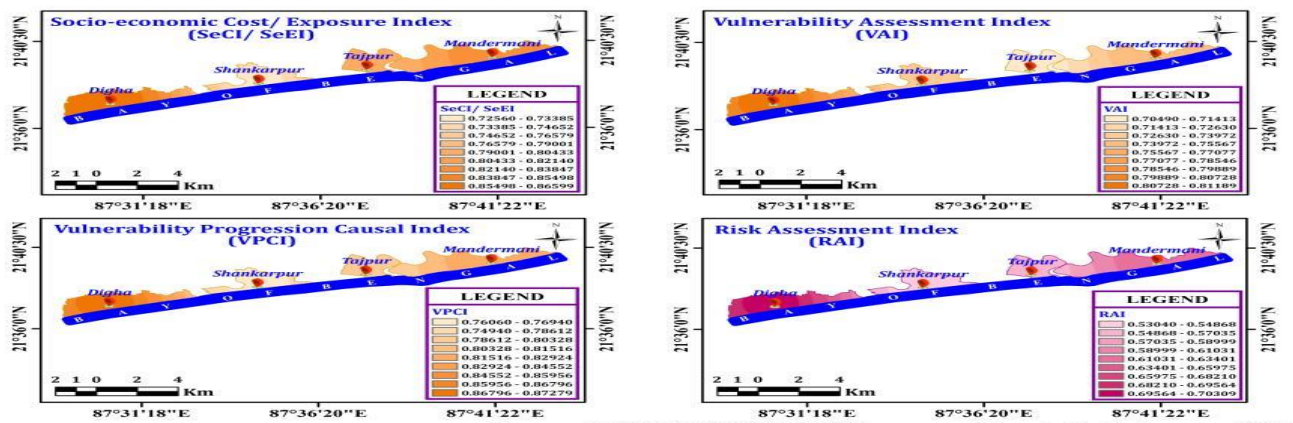 Socio-economic Cost/ Exposure Index
(SeCI/ SeEI)
N
21°40'30"N
21°36'0"N
Digha
Shankarpur
Tajpur
Mandermani
BAY OF BENGAL
LEGEND
SeCI/ SeEI
0.72560 - 0.73385
0.73385 - 0.74652
0.74652 - 0.76579
0.76579 - 0.79001
0.79001 - 0.80433
0.80433 - 0.82140
0.82140 - 0.83847
0.83847 - 0.85498
0.85498 - 0.86599
2 1 0 2 4
Km
87°31'18"E 87°36'20"E 87°41'22"E
21°40'30"N
21°36'0"N
Vulnerability Assessment Index
(VAI)
N
21°40'30"N
21°36'0"N
Digha
Shankarpur
Tajpur
Mandermani
BAY OF BENGAL
LEGEND
VAI
0.70490 - 0.71413
0.71413 - 0.72630
0.72630 - 0.73972
0.73972 - 0.75567
0.75567 - 0.77077
0.77077 - 0.78546
0.78546 - 0.79889
0.79889 - 0.80728
0.80728 - 0.81189
2 1 0 2 4
Km
87°31'18"E 87°36'20"E 87°41'22"E
21°40'30"N
21°36'0"N
Vulnerability Progression Causal Index
(VPCI)
N
21°40'30"N
21°36'0"N
Digha
Shankarpur
Tajpur
Mandermani
BAY OF BENGAL
LEGEND
VPCI
0.76060 - 0.76940
0.74940 - 0.78612
0.78612 - 0.80328
0.80328 - 0.81516
0.81516 - 0.82924
0.82924 - 0.84552
0.84552 - 0.85956
0.85956 - 0.86796
0.86796 - 0.87279
2 1 0 2 4
Km
87°31'18"E 87°36'20"E 87°41'22"E
21°40'30"N
21°36'0"N
Risk Assessment Index
(RAI)
N
21°40'30"N
21°36'0"N
Digha
Shankarpur
Tajpur
Mandermani
BAY OF BENGAL
LEGEND
RAI
0.53040 - 0.54868
0.54868 - 0.57035
0.57035 - 0.58999
0.58999 - 0.61031
0.61031 - 0.63401
0.63401 - 0.65975
0.65975 - 0.68210
0.68210 - 0.69564
0.69564 - 0.70309
2 1 0 2 4
Km
87°31'18"E 87°36'20"E 87°41'22"E
21°40'30"N
21°36'0"N